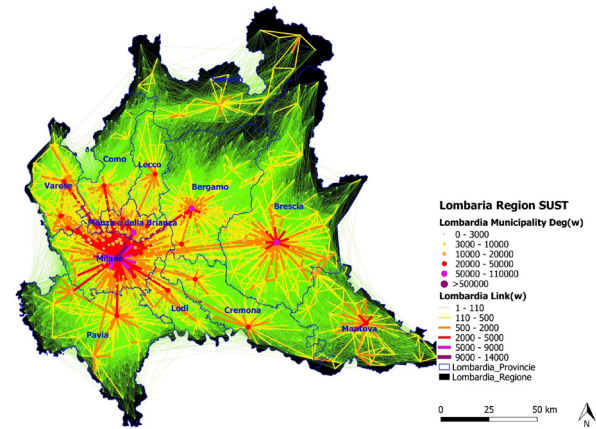 Como
Lecco
Varese
Bergamo
Monza e della Brianza
Brescia
Milano
Lodi
Cremona
Pavia
Mantova
Lombaria Region SUST
Lombardia Municipality Deg(w)
0 - 3000
3000 - 10000
10000 - 20000
20000 - 50000
50000 - 110000
>500000
Lombardia Link(w)
1 - 110
110 - 500
500 - 2000
2000 - 5000
5000 - 9000
9000 - 14000
Lombardia_Provincie
Lombardia_Regione
0 25 50 km
N